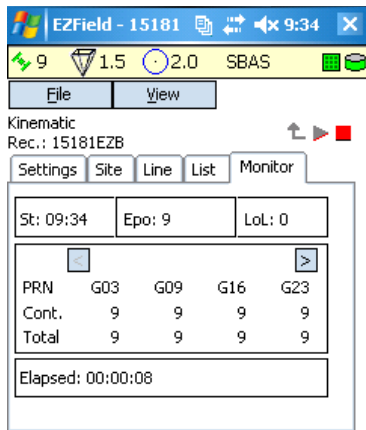 EZField - 15181 9:34
9 1.5 2.0 SBAS
File View
Kinematic
Rec.: 15181EZB
Settings Site Line List Monitor
St: 09:34 Epo: 9 LoL: 0
< >
PRN G03 G09 G16 G23
Cont. 9 9 9 9
Total 9 9 9 9
Elapsed: 00:00:08